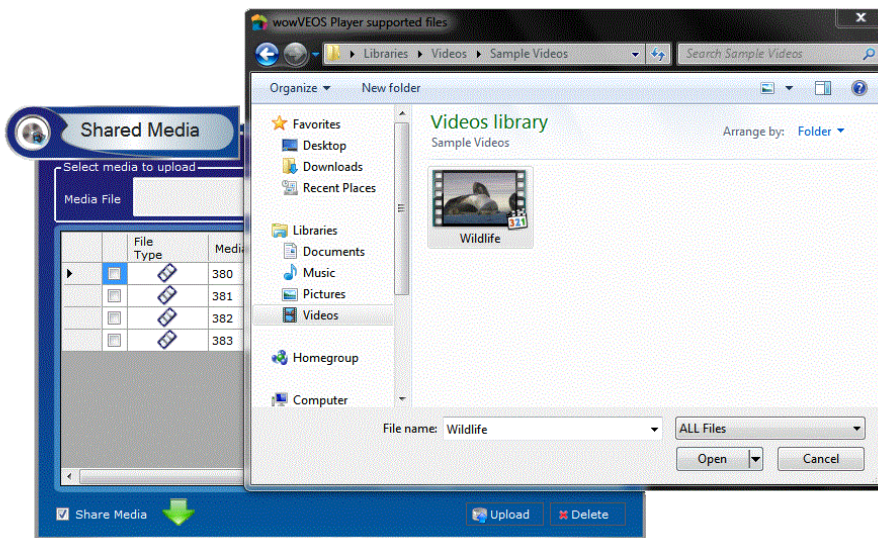 wowVEOS Player supported files
x
Libraries Videos Sample Videos
Search Sample Videos
Organize New folder
Favorites
Desktop
Downloads
Recent Places
Libraries
Documents
Music
Pictures
Videos
Homegroup
Computer
Videos library
Sample Videos
Arrange by: Folder
321
Wildlife
File name: Wildlife
ALL Files
Open Cancel
Shared Media
Select media to upload
Media File
File
Type
380
381
382
383
Share Media
Upload Delete